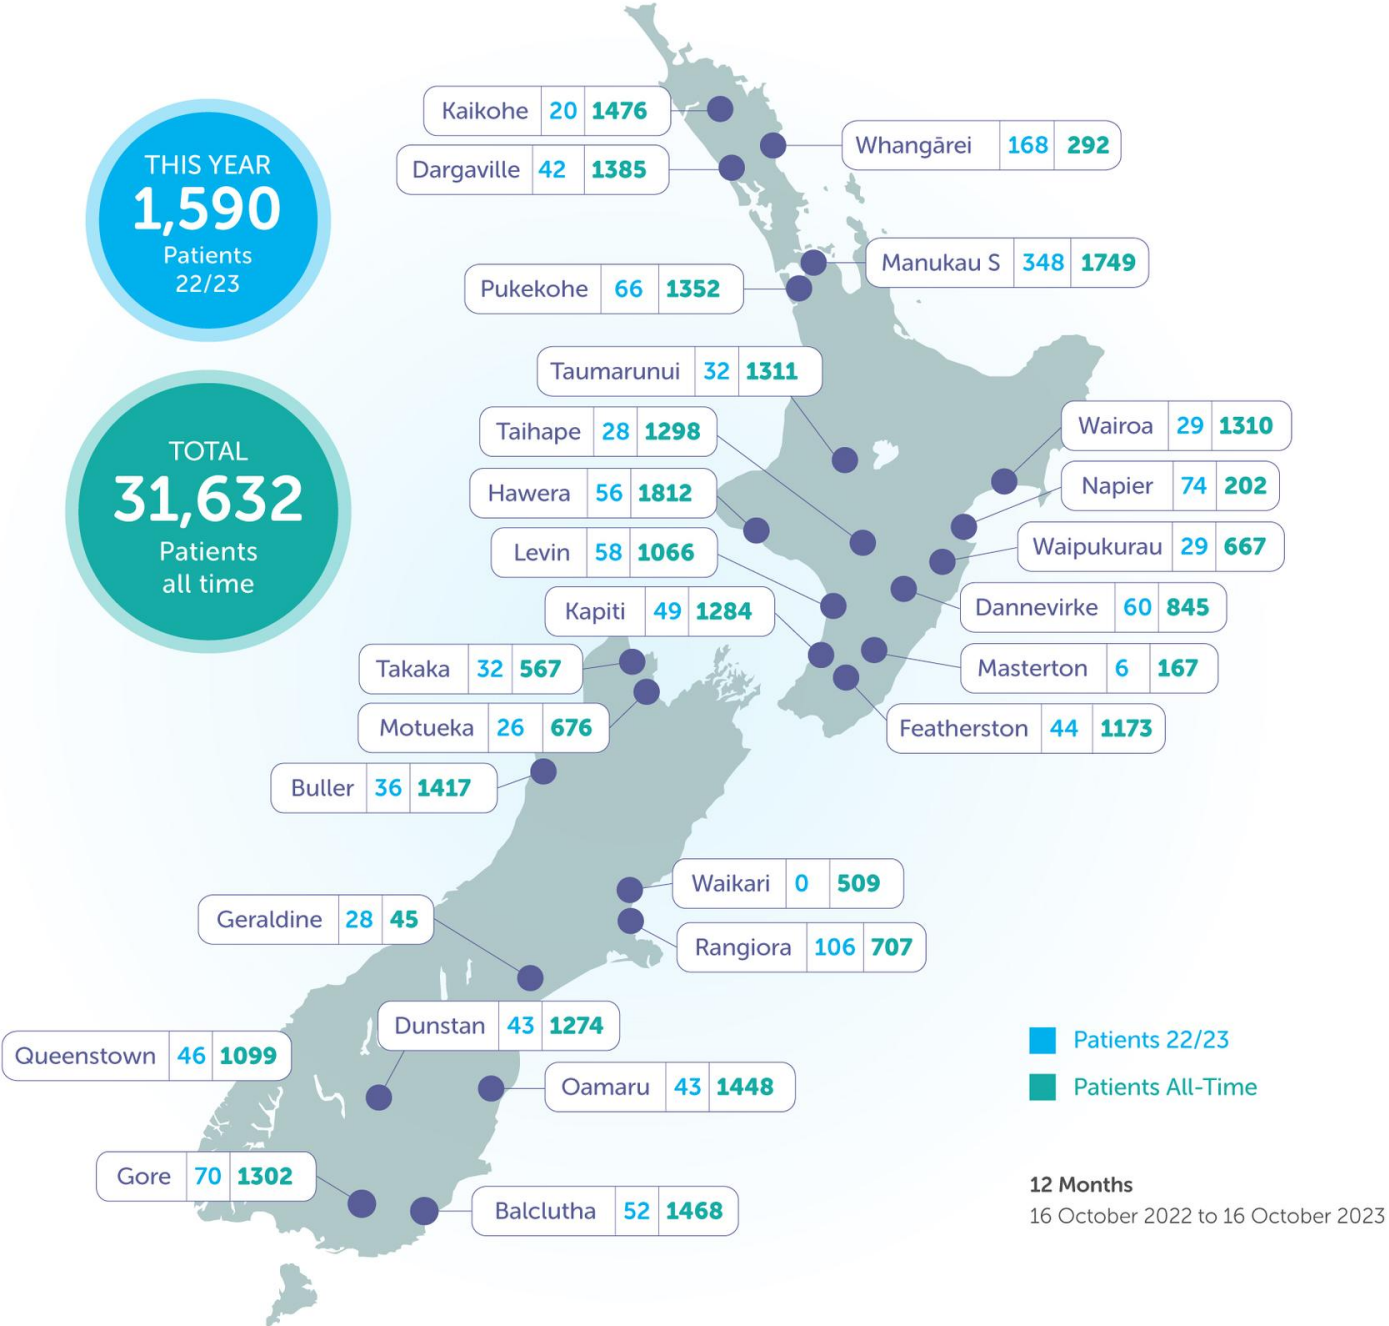 Kaikohe 20 1476
Whangārei 168 292
Dargaville 42 1385
THIS YEAR
1,590
Patients
22/23
Manukau S 348 1749
Pukekohe 66 1352
Taumarunui 32 1311
Taihape 28 1298
Wairoa 29 1310
TOTAL
31,632
Patients
all time
Hawera 56 1812
Napier 74 202
Levin 58 1066
Waipukurau 29 667
Kapiti 49 1284
Dannevirke 60 845
Takaka 32 567
Masterton 6 167
Motueka 26 676
Featherston 44 1173
Buller 36 1417
Waikari 0 509
Geraldine 28 45
Rangiora 106 707
Dunstan 43 1274
Queenstown 46 1099
Oamaru 43 1448
Gore 70 1302
Balclutha 52 1468
Patients 22/23
Patients All-Time
12 Months
16 October 2022 to 16 October 2023